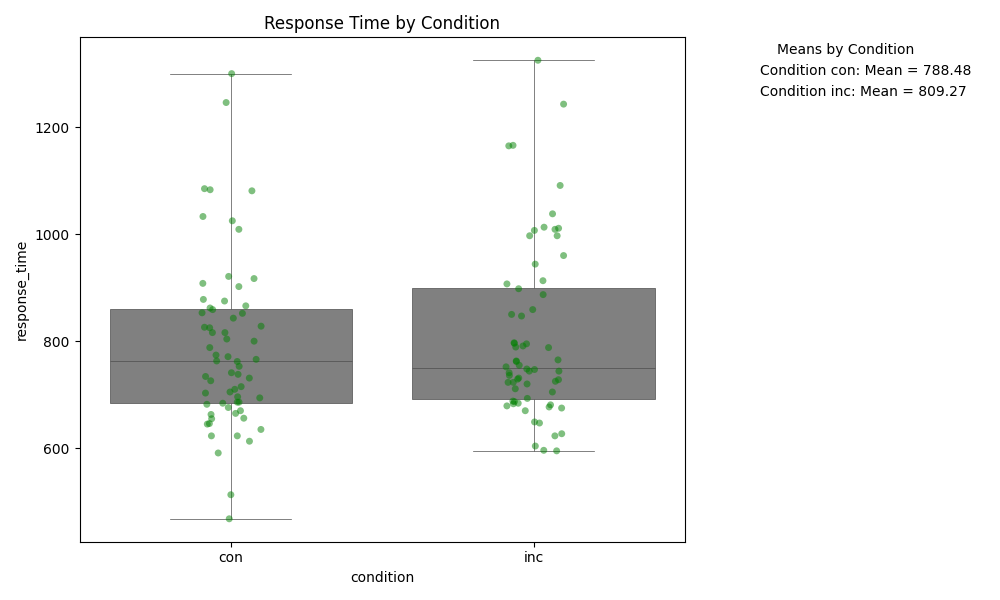 Response Time by Condition
Means by Condition
Condition con: Mean = 788.48
Condition inc: Mean = 809.27
response_time
1200
1000
800
600
con
inc
condition